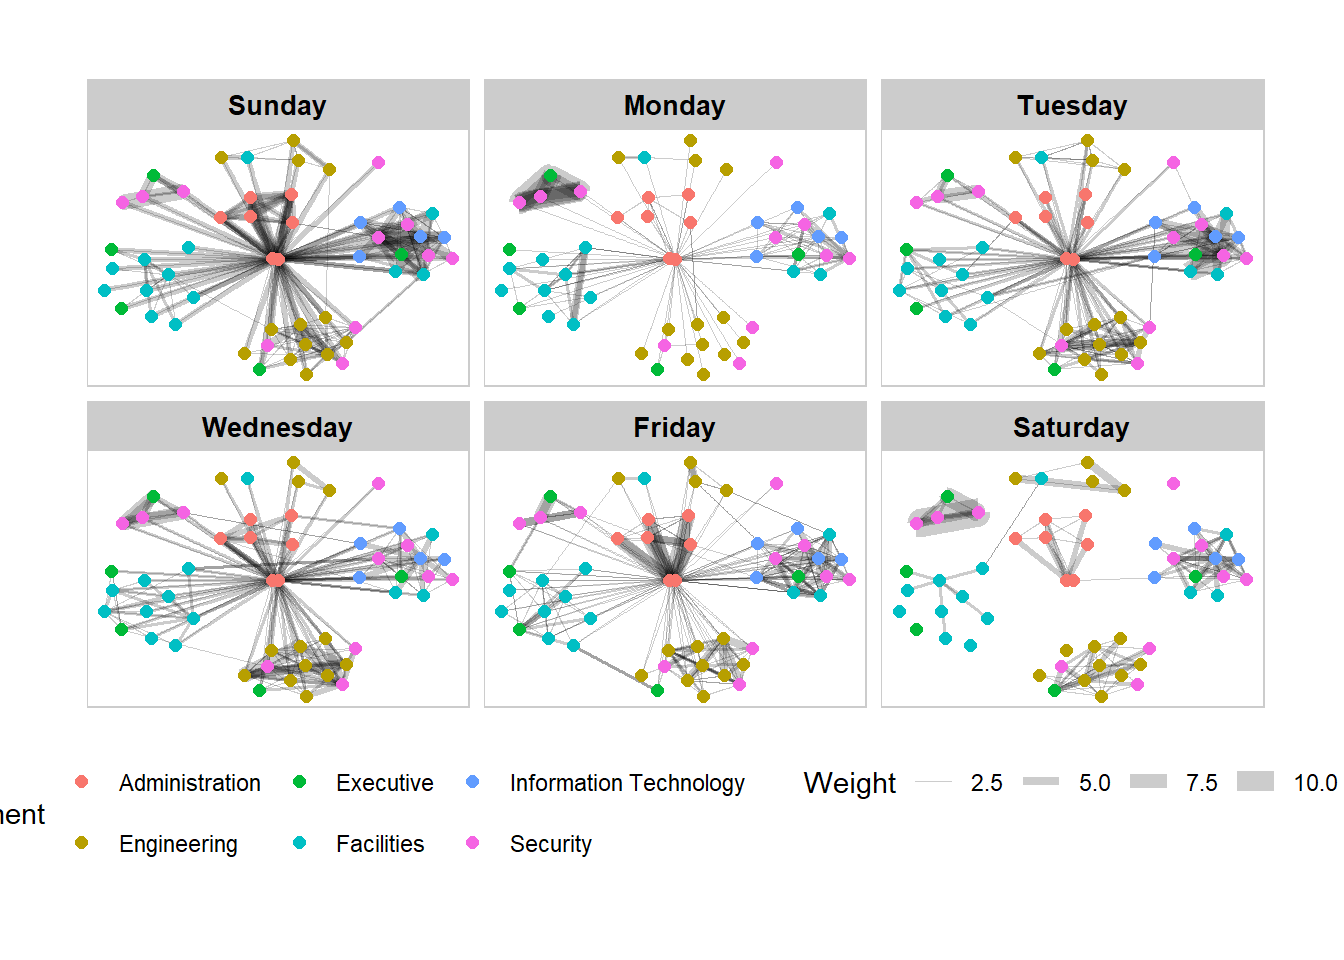 Sunday
Monday
Tuesday
Wednesday
Friday
Saturday
Administration Executive Information Technology Weight 2.5 5.0 7.5 10.0
Engineering Facilities Security